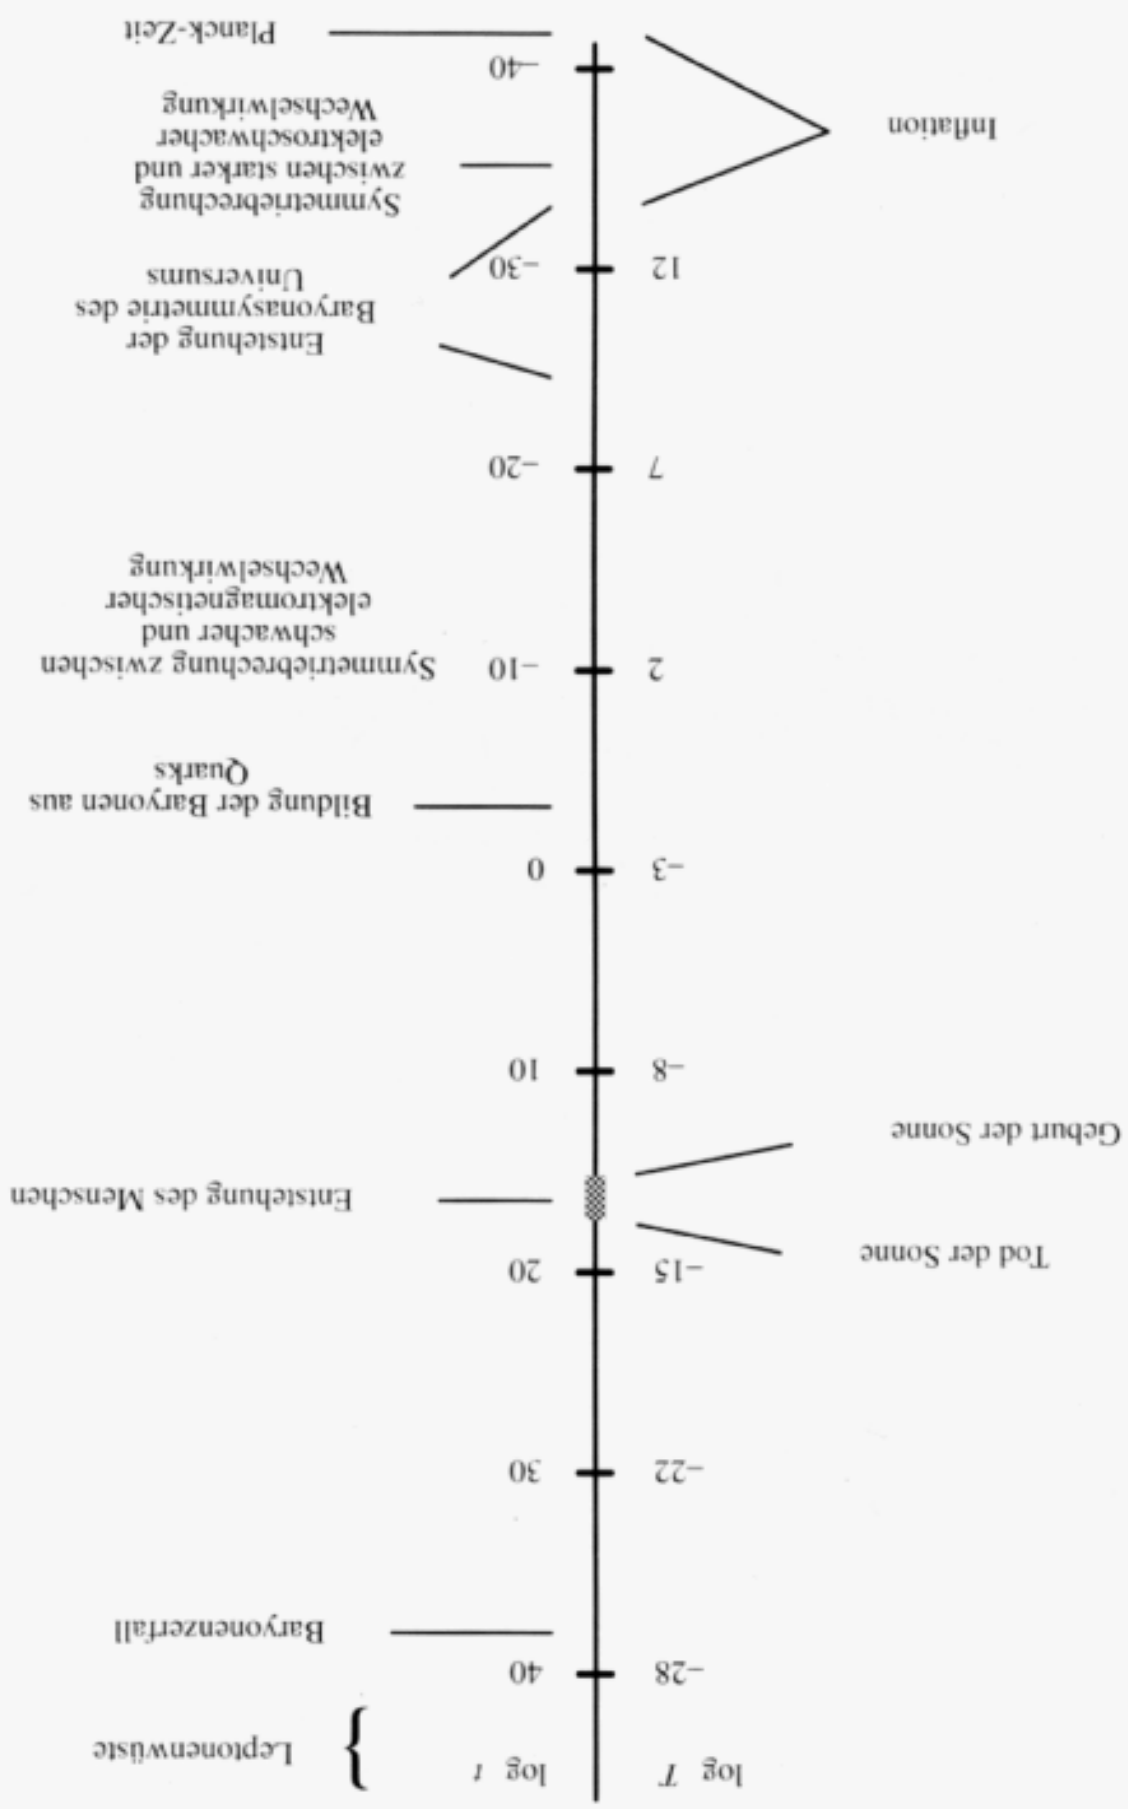 log T log t
Leptonenwüste
–28 40
Baryonenzerfall
–22 30
–15 20
Tod der Sonne
Entstehung des Menschen
Geburt der Sonne
–8 10
–3 0
Bildung der Baryonen aus
Quarks
2 –10
Symmetriebrechung zwischen
schwacher und
elektromagnetischer
Wechselwirkung
7 –20
Entstehung der
Baryonasymmetrie des
Universums
12 –30
Symmetriebrechung
zwischen starker und
elektroschwacher
Wechselwirkung
Inflation
–40
Planck-Zeit